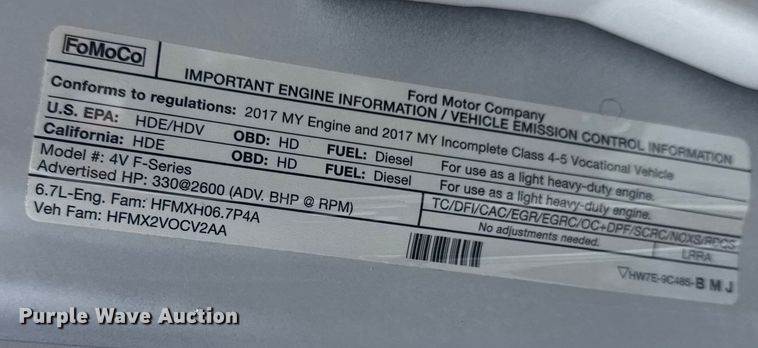 FoMoCo
Ford Motor Company
IMPORTANT ENGINE INFORMATION / VEHICLE EMISSION CONTROL INFORMATION
Conforms to regulations: 2017 MY Engine and 2017 MY Incomplete Class 4-5 Vocational Vehicle
U.S. EPA: HDE/HDV OBD: HD FUEL: Diesel For use as a light heavy-duty engine.
California: HDE OBD: HD FUEL: Diesel For use as a light heavy-duty engine.
Model #: 4V F-Series
Advertised HP: 330@2600 (ADV. BHP @ RPM)
TC/DFI/CAC/EGR/EGRC/OC+DPF/SCRC/NOXS/RDQS
6.7L-Eng. Fam: HFMXH06.7P4A
No adjustments needed.
Veh Fam: HFMX2VOCV2AA
LRRA
HW7E-9C485-BMJ
Purple Wave Auction